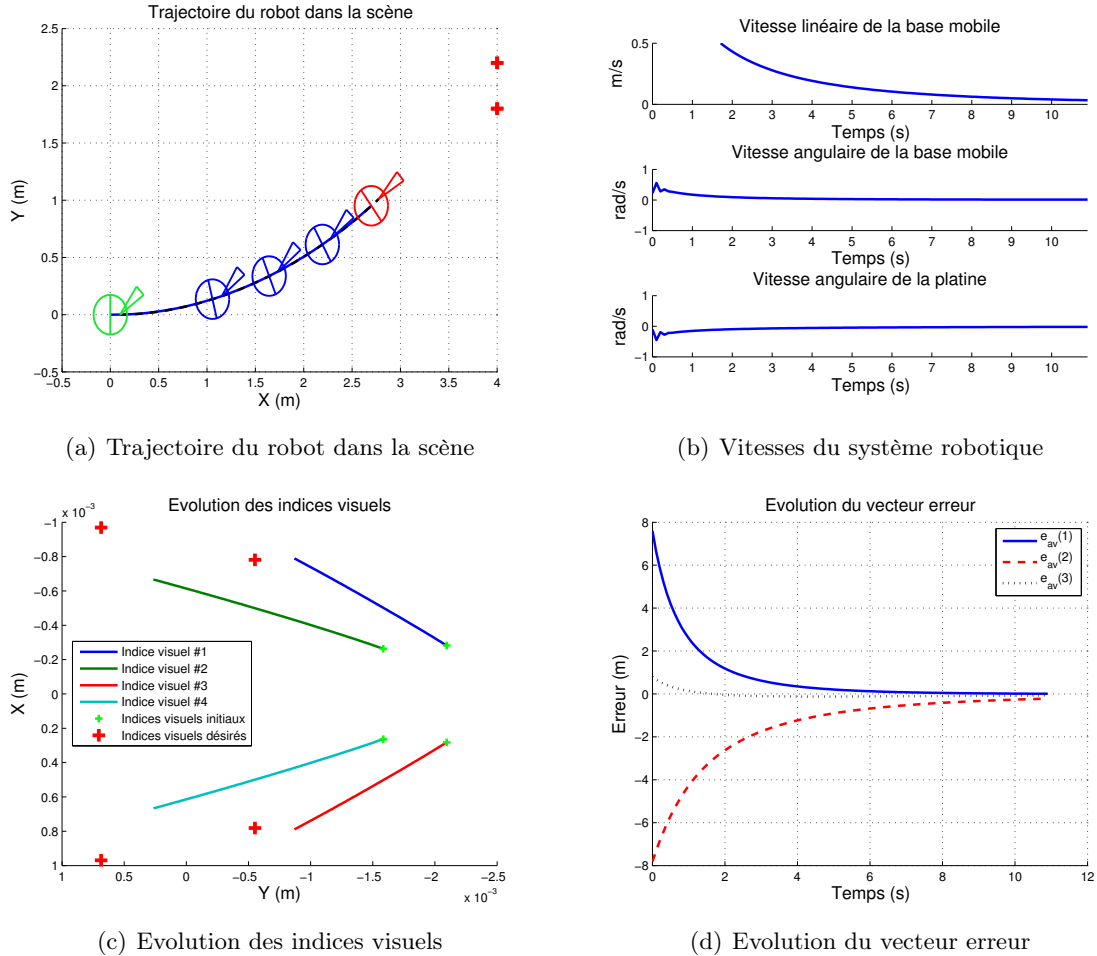 Trajectoire du robot dans la scène
2.5
2
1.5
1
0.5
0
−0.5
Y (m)
−0.5 0 0.5 1 1.5 2 2.5 3 3.5 4
X (m)
(a) Trajectoire du robot dans la scène
Vitesse linéaire de la base mobile
0.5
0
m/s
0 1 2 3 4 5 6 7 8 9 10
Temps (s)
Vitesse angulaire de la base mobile
1
0
−1
rad/s
0 1 2 3 4 5 6 7 8 9 10
Temps (s)
Vitesse angulaire de la platine
1
0
−1
rad/s
0 1 2 3 4 5 6 7 8 9 10
Temps (s)
(b) Vitesses du système robotique
Evolution des indices visuels
x 10⁻³
−1
−0.8
−0.6
−0.4
−0.2
0
0.2
0.4
0.6
0.8
1
X (m)
Indice visuel #1
Indice visuel #2
Indice visuel #3
Indice visuel #4
Indices visuels initiaux
Indices visuels désirés
1 0.5 0 −0.5 −1 −1.5 −2 −2.5
Y (m)
x 10⁻³
(c) Evolution des indices visuels
Evolution du vecteur erreur
8
6
4
2
0
−2
−4
−6
−8
Erreur (m)
e_av(1)
e_av(2)
e_av(3)
0 2 4 6 8 10 12
Temps (s)
(d) Evolution du vecteur erreur